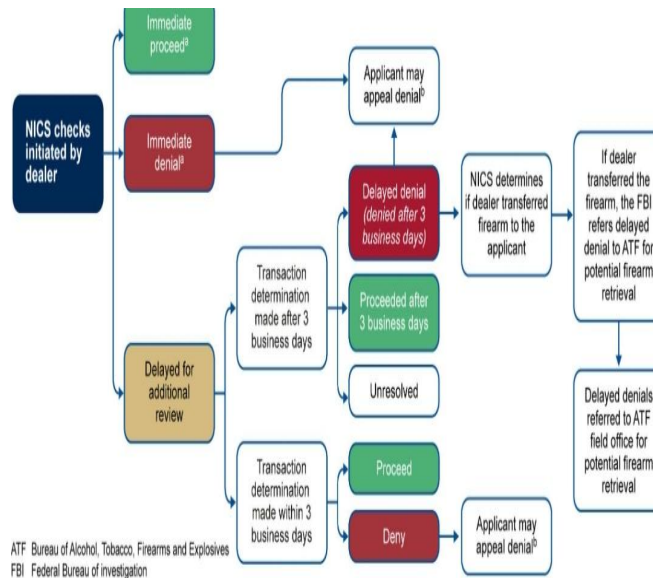 Immediate
proceedᵃ
NICS checks
initiated by
dealer
Immediate
denialᵃ
Applicant may
appeal denialᵇ
Delayed denial
(denied after 3
business days)
NICS determines
if dealer transferred
firearm to the
applicant
If dealer
transferred the
firearm, the FBI
refers delayed
denial to ATF for
potential firearm
retrieval
Transaction
determination
made after 3
business days
Proceeded after
3 business days
Unresolved
Delayed for
additional
review
Delayed denials
referred to ATF
field office for
potential firearm
retrieval
Transaction
determination
made within 3
business days
Proceed
Deny
Applicant may
appeal denialᵇ
ATF Bureau of Alcohol, Tobacco, Firearms and Explosives
FBI Federal Bureau of investigation